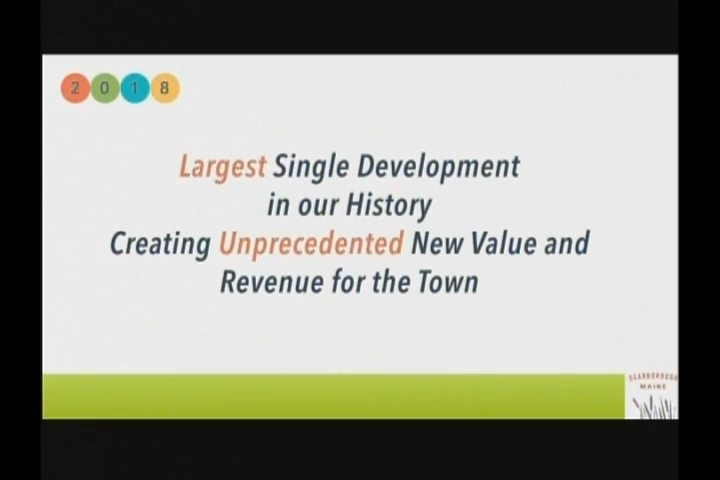 2018
Largest Single Development
in our History
Creating Unprecedented New Value and
Revenue for the Town
SCARBOROUGH
MAINE